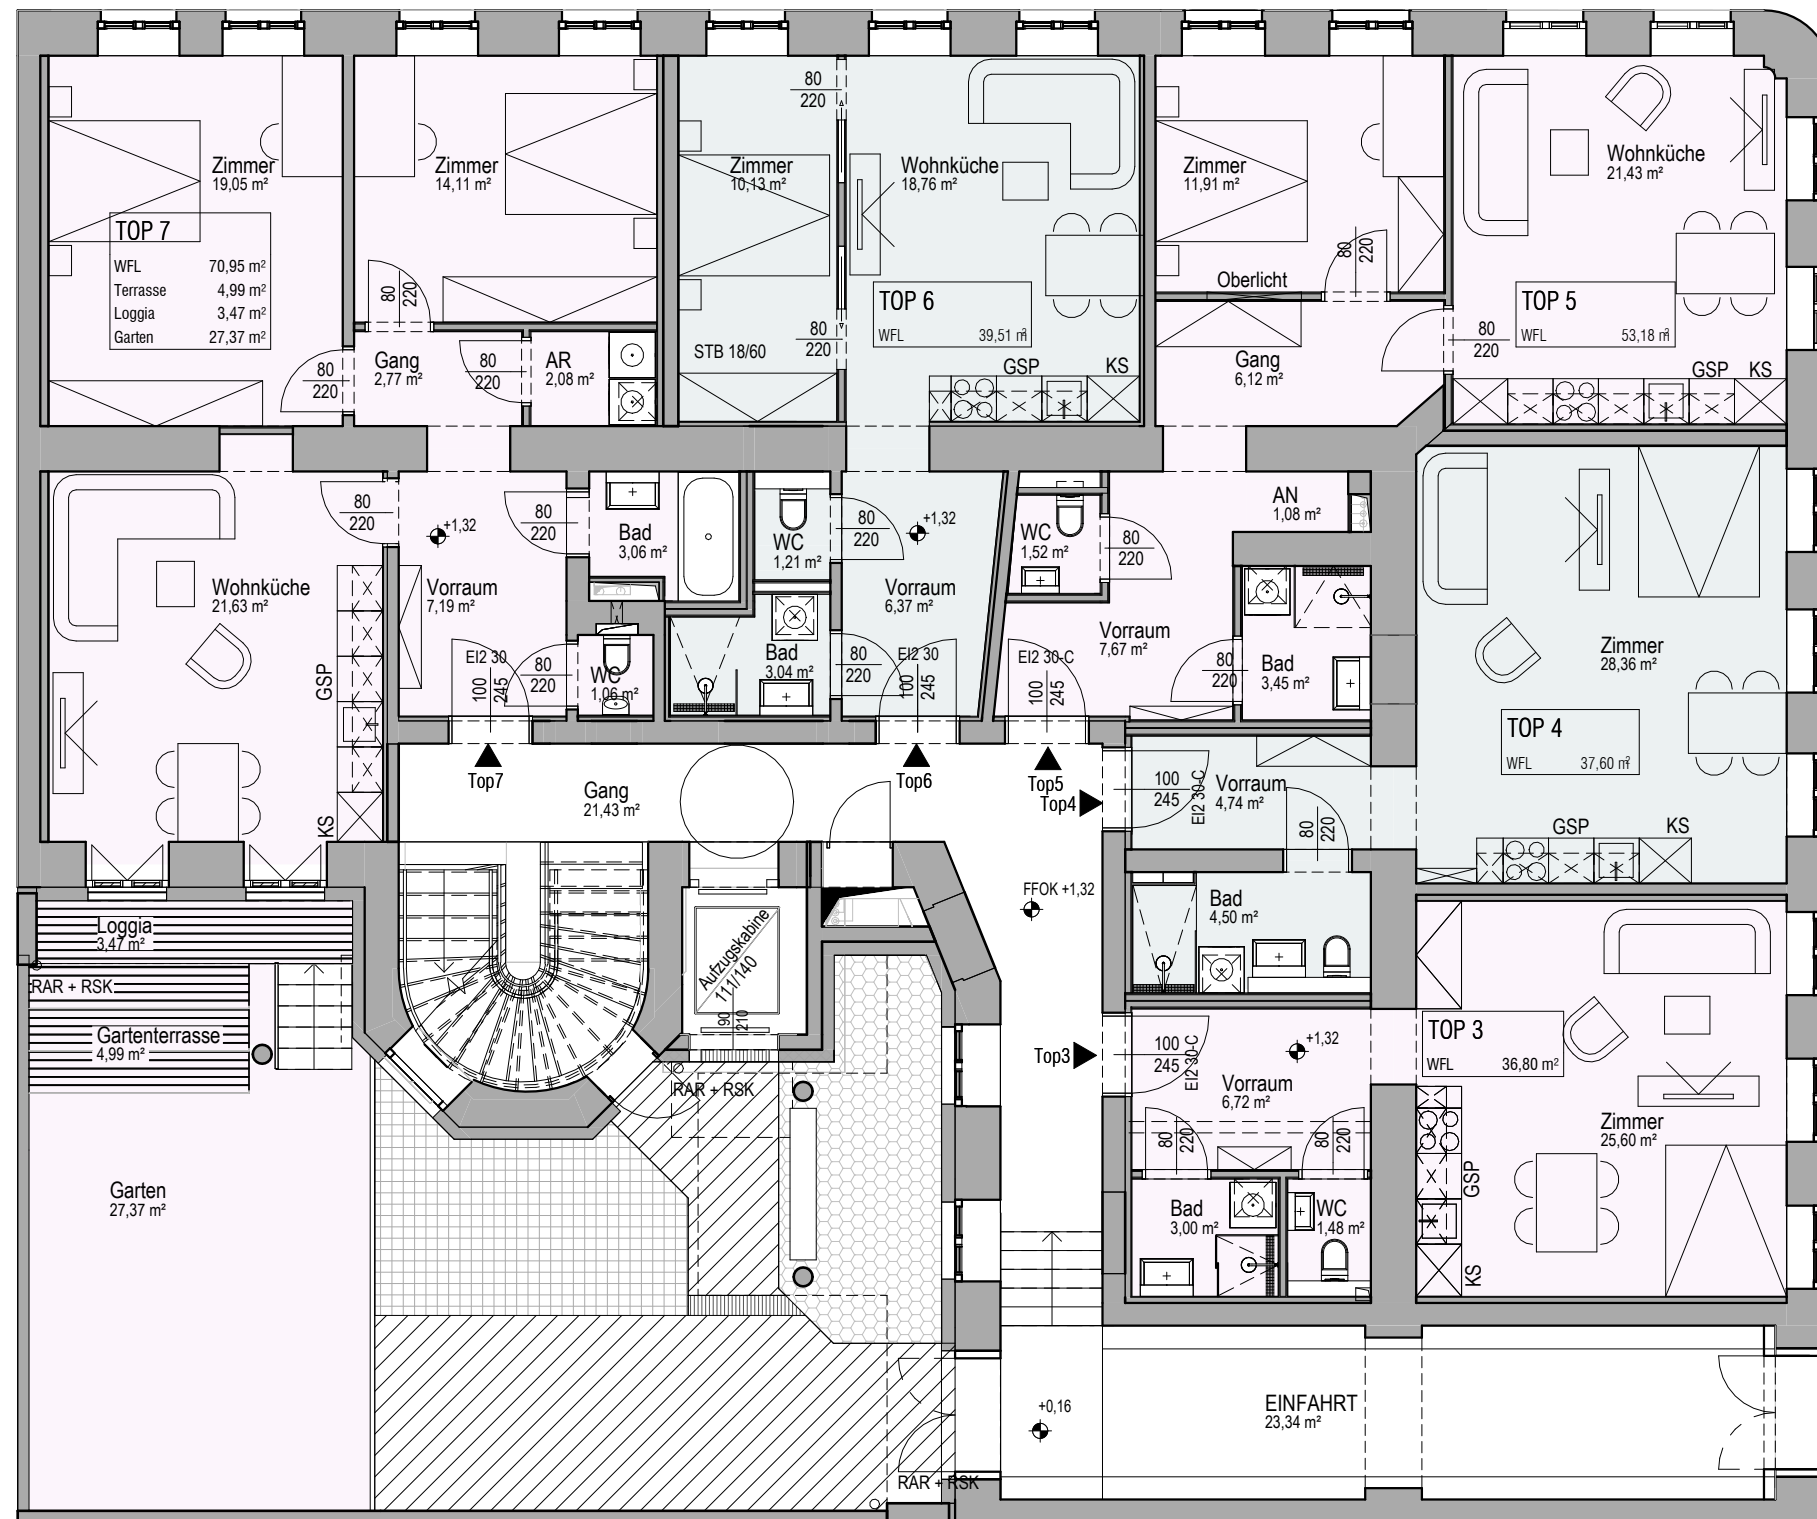 Zimmer
19,05 m²
TOP 7
WFL 70,95 m²
Terrasse 4,99 m²
Loggia 3,47 m²
Garten 27,37 m²
80
220
Zimmer
14,11 m²
80
220
Gang
2,77 m²
80
220
AR
2,08 m²
Zimmer
10,13 m²
STB 18/60
80
220
80
220
Wohnküche
18,76 m²
TOP 6
WFL 39,51 m²
GSP
KS
Zimmer
11,91 m²
Oberlicht
80
220
Gang
6,12 m²
80
220
Wohnküche
21,43 m²
TOP 5
WFL 53,18 m²
GSP
KS
Wohnküche
21,63 m²
GSP
KS
80
220
+1,32
Vorraum
7,19 m²
80
220
Bad
3,06 m²
EI2 30
100
245
80
220
WC
1,06 m²
WC
1,21 m²
80
220
+1,32
Vorraum
6,37 m²
Bad
3,04 m²
80
220
EI2 30
100
245
WC
1,52 m²
80
220
AN
1,08 m²
Vorraum
7,67 m²
EI2 30-C
100
245
80
220
Bad
3,45 m²
Zimmer
28,36 m²
TOP 4
WFL 37,60 m²
GSP
KS
Top7
Gang
21,43 m²
Top6
Top5
Top4
100
245
EI2 30-C
Vorraum
4,74 m²
80
220
Bad
4,50 m²
FFOK +1,32
Aufzugskabine
111/140
90
210
Loggia
3,47 m²
RAR + RSK
Gartenterrasse
4,99 m²
RAR + RSK
Garten
27,37 m²
Top3
100
245
EI2 30-C
+1,32
Vorraum
6,72 m²
80
220
80
220
Bad
3,00 m²
WC
1,48 m²
TOP 3
WFL 36,80 m²
Zimmer
25,60 m²
GSP
KS
+0,16
EINFAHRT
23,34 m²
RAR + RSK